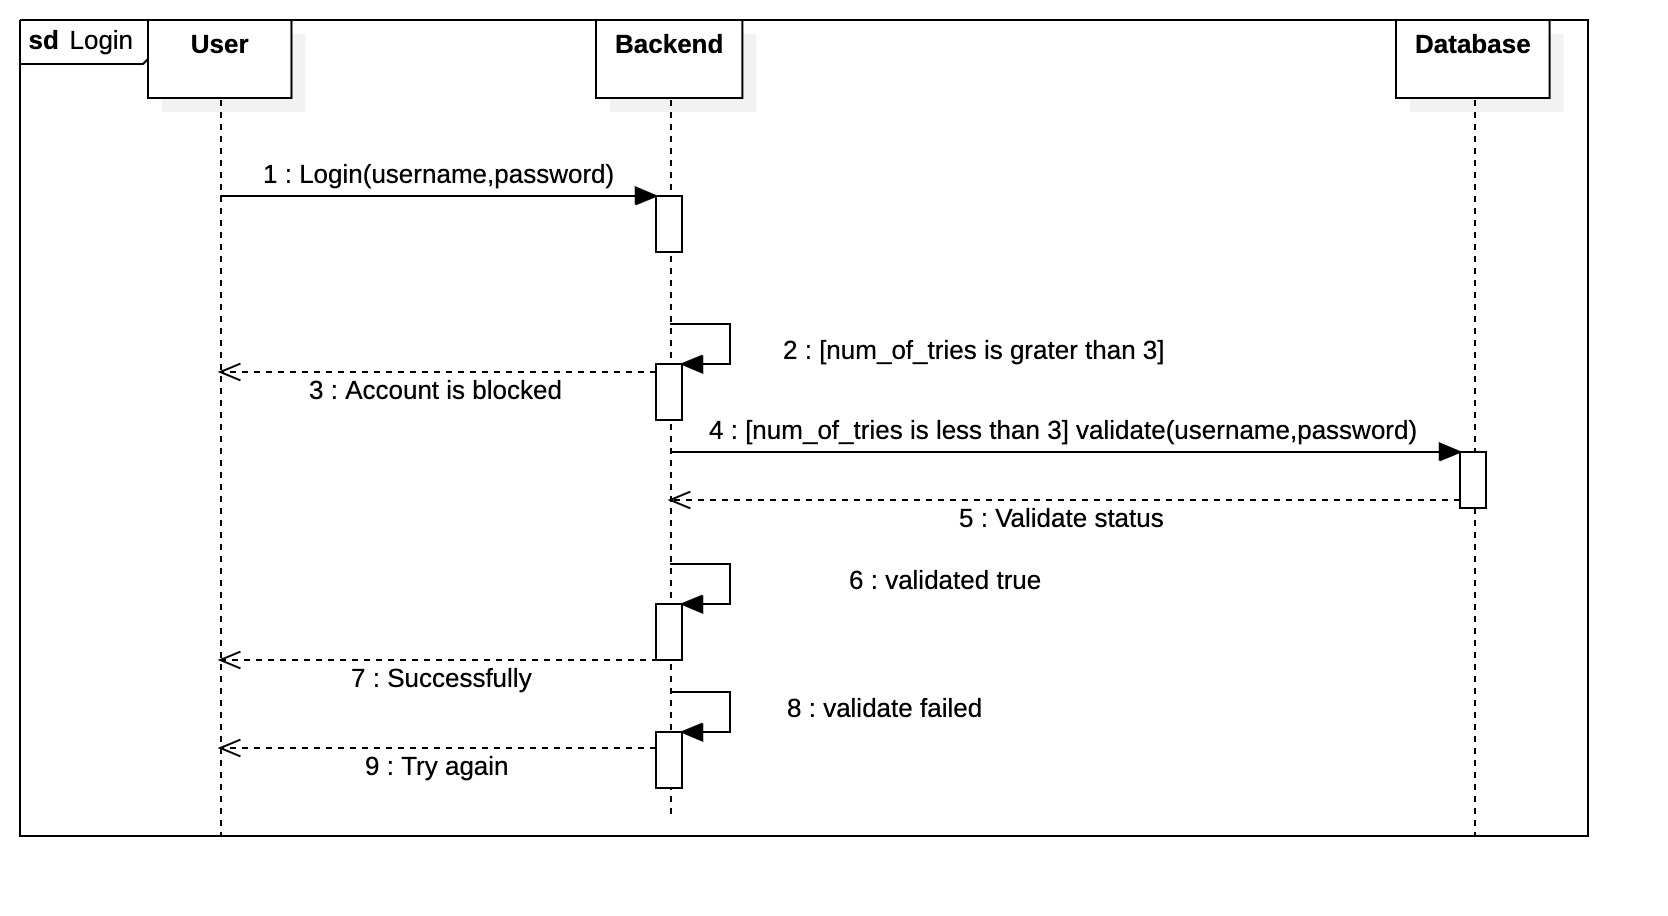 sd Login
User
Backend
Database
1 : Login(username,password)
2 : [num_of_tries is grater than 3]
3 : Account is blocked
4 : [num_of_tries is less than 3] validate(username,password)
5 : Validate status
6 : validated true
7 : Successfully
8 : validate failed
9 : Try again